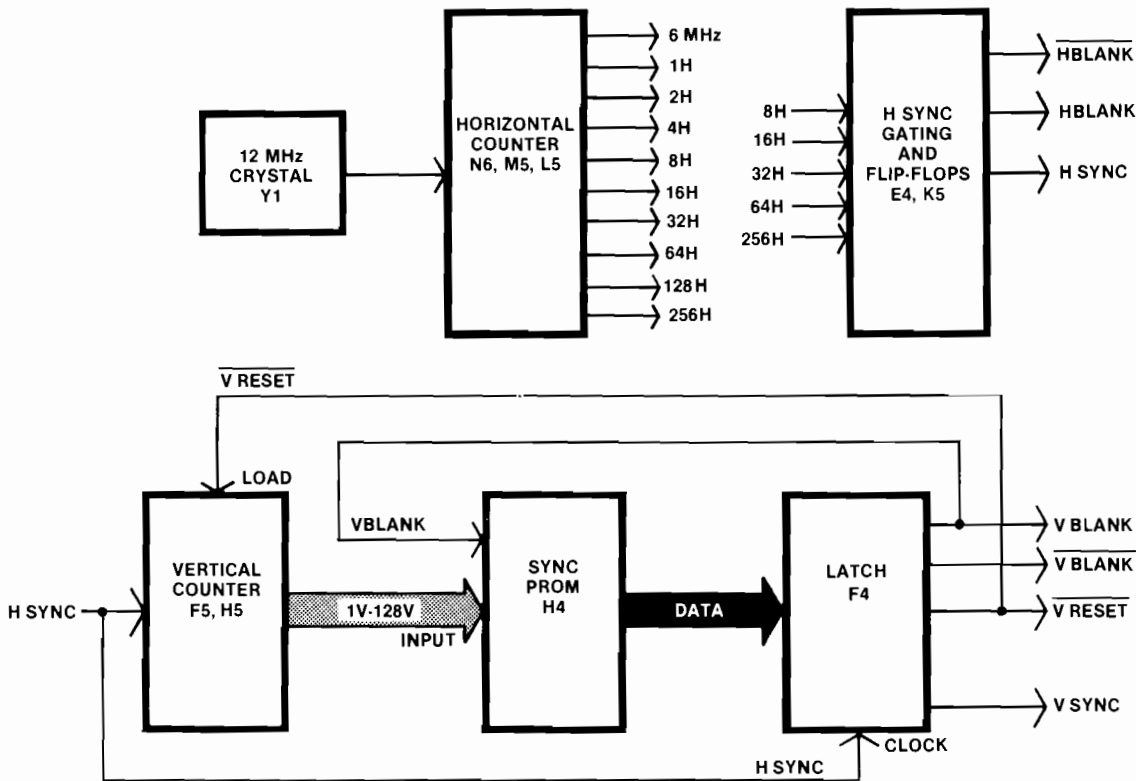 12 MHz
CRYSTAL
Y1
HORIZONTAL
COUNTER
N6, M5, L5
6 MHz
1H
2H
4H
8H
16H
32H
64H
128H
256H
8H
16H
32H
64H
256H
H SYNC
GATING
AND
FLIP-FLOPS
E4, K5
HBLANK
HBLANK
H SYNC
V RESET
LOAD
H SYNC
VERTICAL
COUNTER
F5, H5
1V-128V
INPUT
VBLANK
SYNC
PROM
H4
DATA
LATCH
F4
V BLANK
V BLANK
V RESET
V SYNC
CLOCK
H SYNC